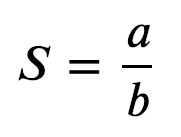 S = a/b